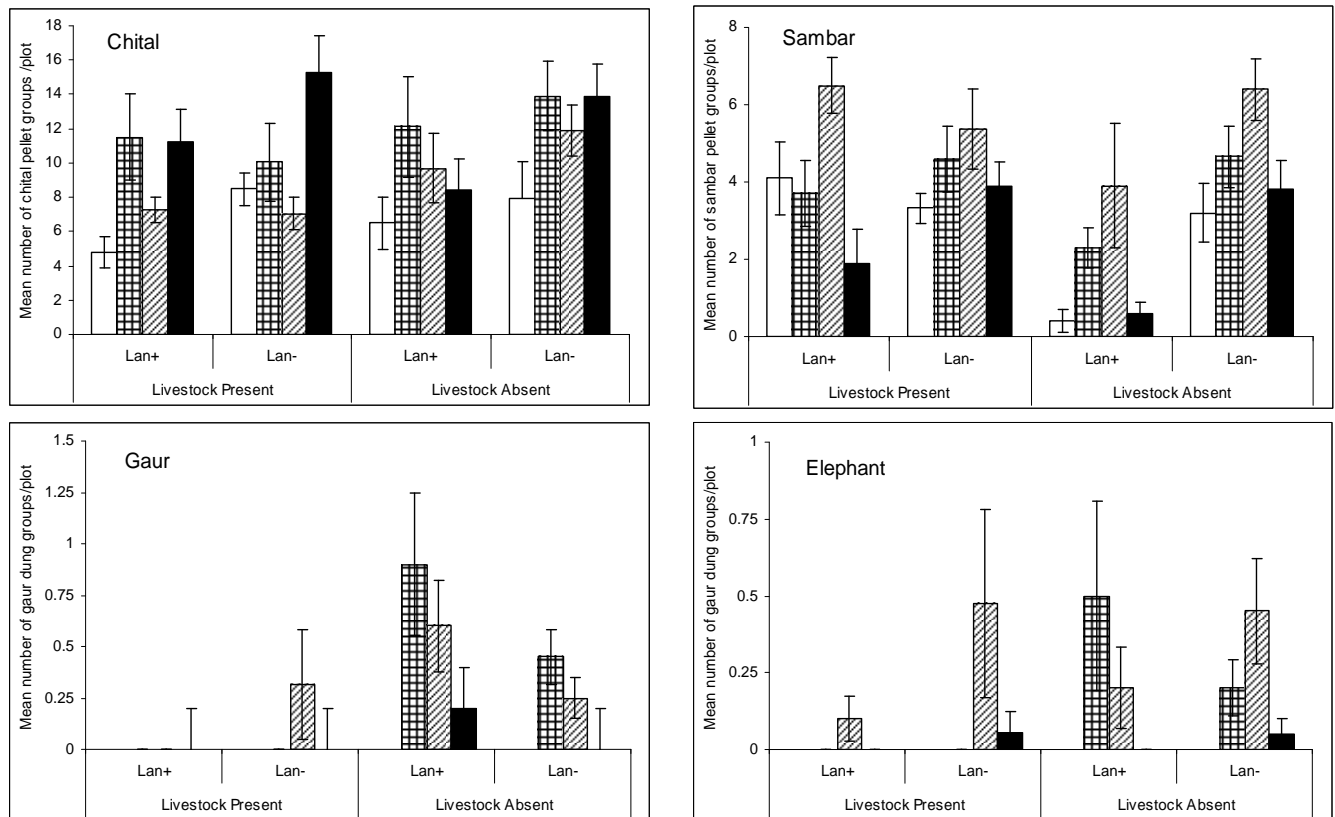 Chital
Mean number of chital pellet groups /plot
18
16
14
12
10
8
6
4
2
0
Lan+ Lan- Lan+ Lan-
Livestock Present Livestock Absent
Sambar
Mean number of sambar pellet groups/plot
8
6
4
2
0
Lan+ Lan- Lan+ Lan-
Livestock Present Livestock Absent
Gaur
Mean number of gaur dung groups/plot
1.5
1.25
1
0.75
0.5
0.25
0
Lan+ Lan- Lan+ Lan-
Livestock Present Livestock Absent
Elephant
Mean number of gaur dung groups/plot
1
0.75
0.5
0.25
0
Lan+ Lan- Lan+ Lan-
Livestock Present Livestock Absent